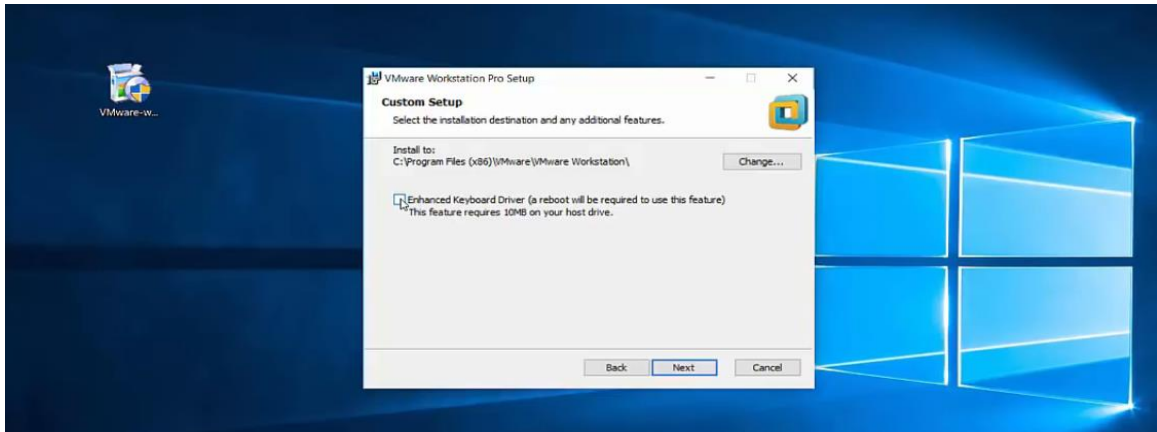 VMware-w...
VMware Workstation Pro Setup
Custom Setup
Select the installation destination and any additional features.
Install to:
C:\Program Files (x86)\VMware\VMware Workstation\
Change...
Enhanced Keyboard Driver (a reboot will be required to use this feature)
This feature requires 10MB on your host drive.
Back Next Cancel